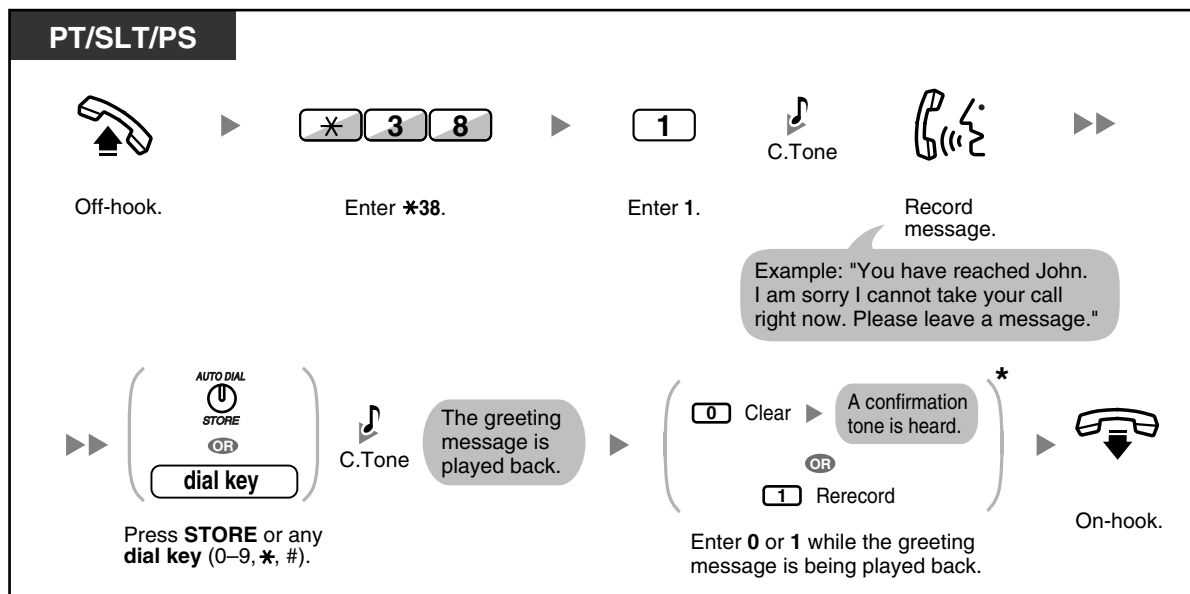 PT/SLT/PS
* 3 8
1
C.Tone
Off-hook.
Enter *38.
Enter 1.
Record
message.
Example: "You have reached John.
I am sorry I cannot take your call
right now. Please leave a message."
AUTO DIAL
STORE
OR
dial key
C.Tone
The greeting
message is
played back.
Press STORE or any
dial key (0–9, *, #).
0 Clear
A confirmation
tone is heard.
OR
1 Rerecord
*
Enter 0 or 1 while the greeting
message is being played back.
On-hook.